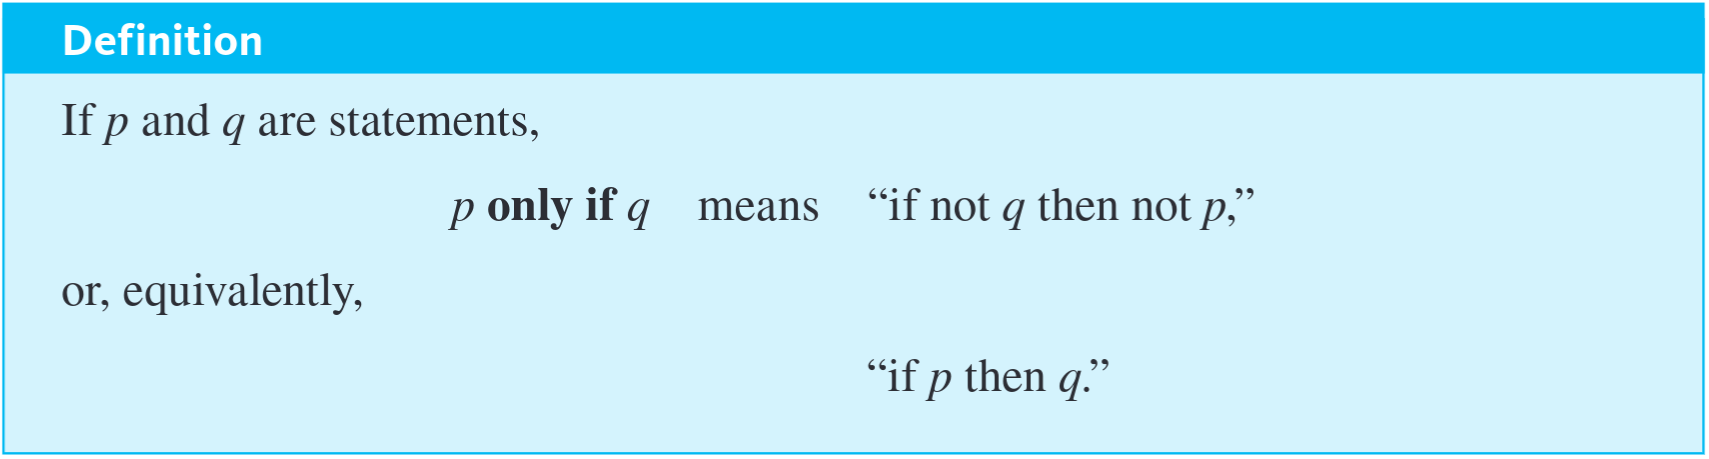 Definition
If p and q are statements,
p only if q means “if not q then not p,”
or, equivalently,
“if p then q.”